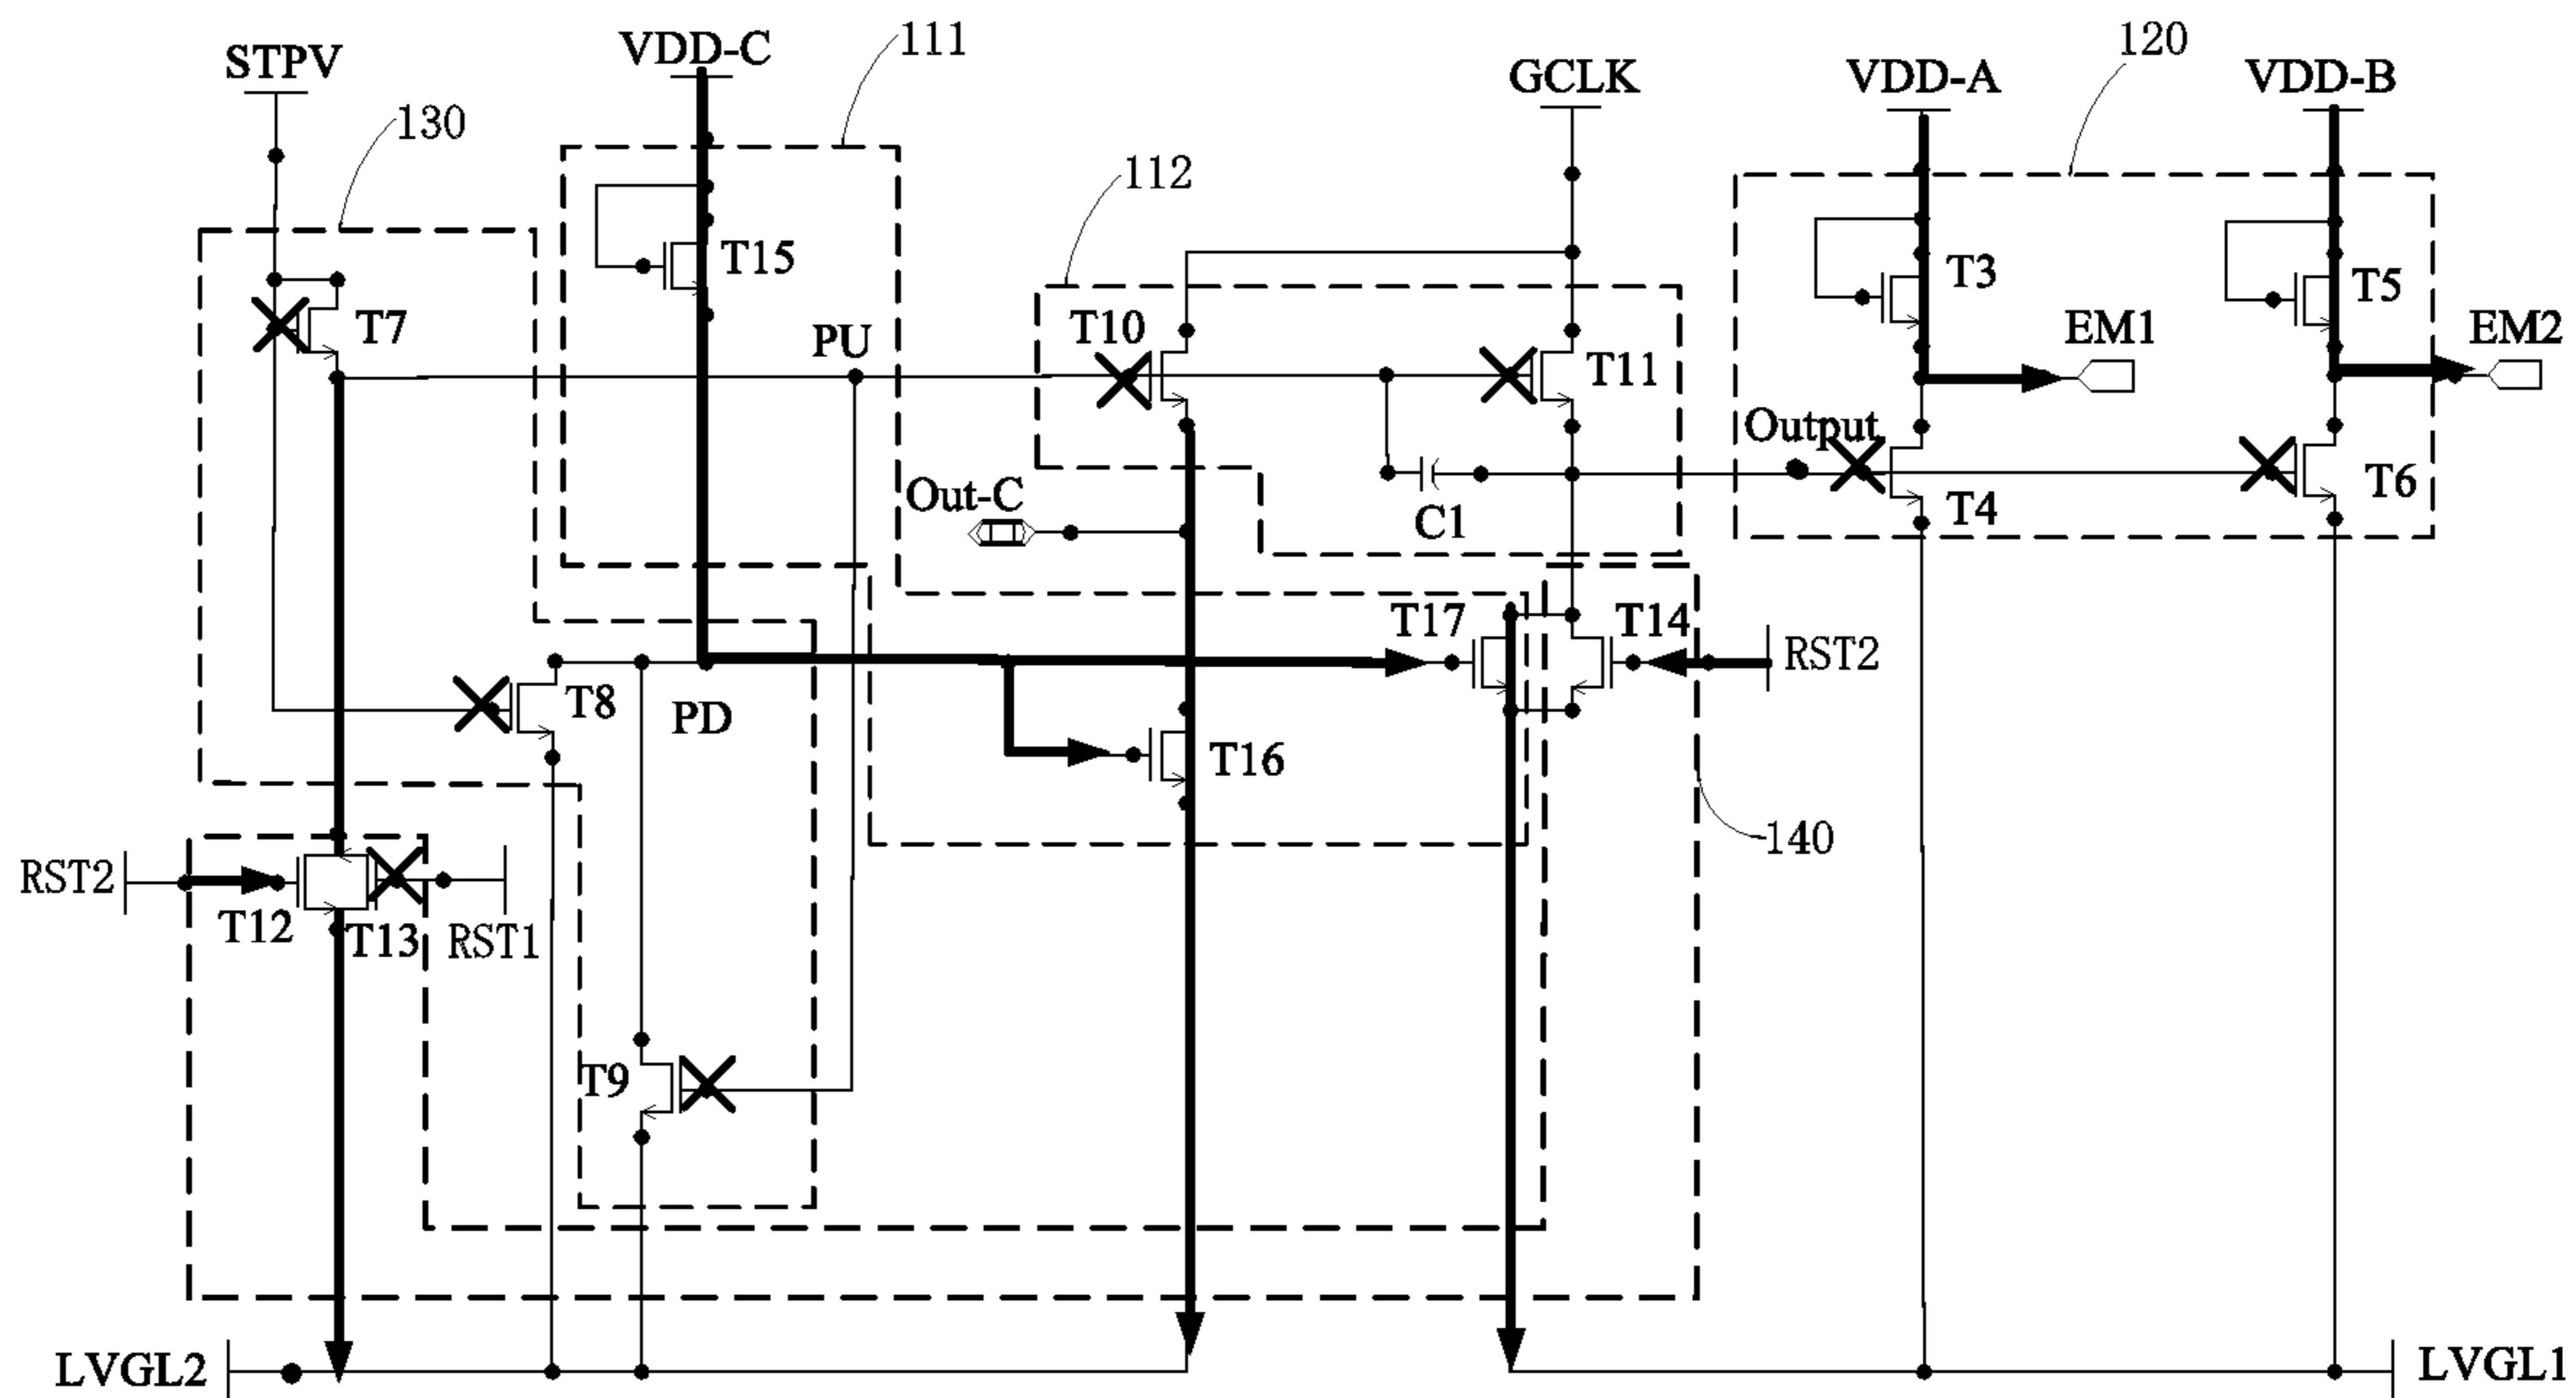 STPV
VDD-C
111
GCLK
VDD-A
120
VDD-B
130
112
T15
T3
T5
T7
PU
T10
T11
EM1
EM2
Output
Out-C
C1
T4
T6
T17
T14
RST2
T8
PD
T16
140
RST2
T12
T13
RST1
T9
LVGL2
LVGL1